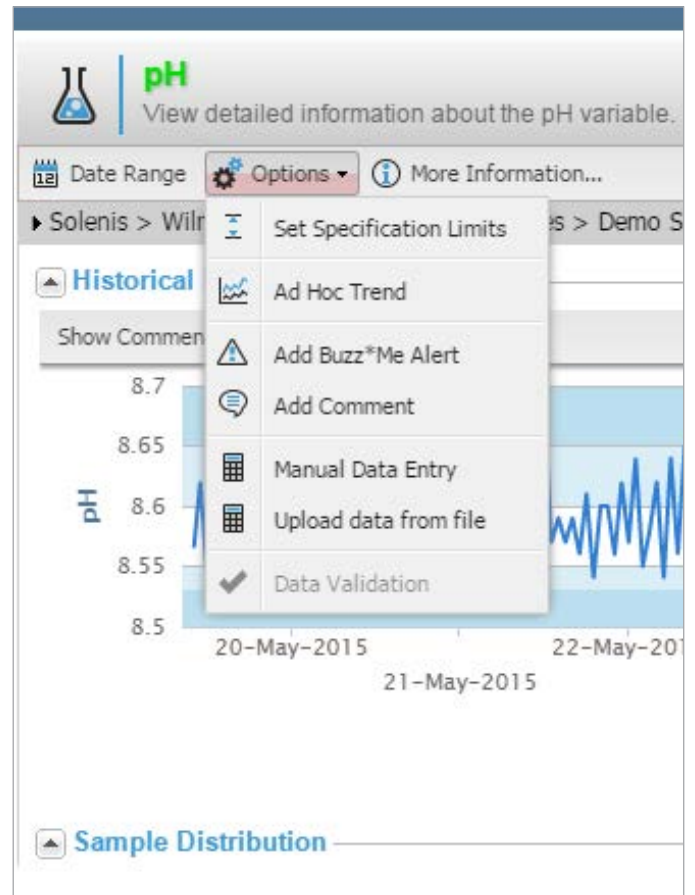 pH
View detailed information about the pH variable.
12 Date Range Options More Information...
Solenis > > Demo
Historical
Set Specification Limits
Ad Hoc Trend
Show
Add Buzz*Me Alert
Add Comment
Manual Data Entry
Upload data from file
Data Validation
pH
8.7
8.65
8.6
8.55
8.5
20-May-2015
21-May-2015
22-May-201
Sample Distribution